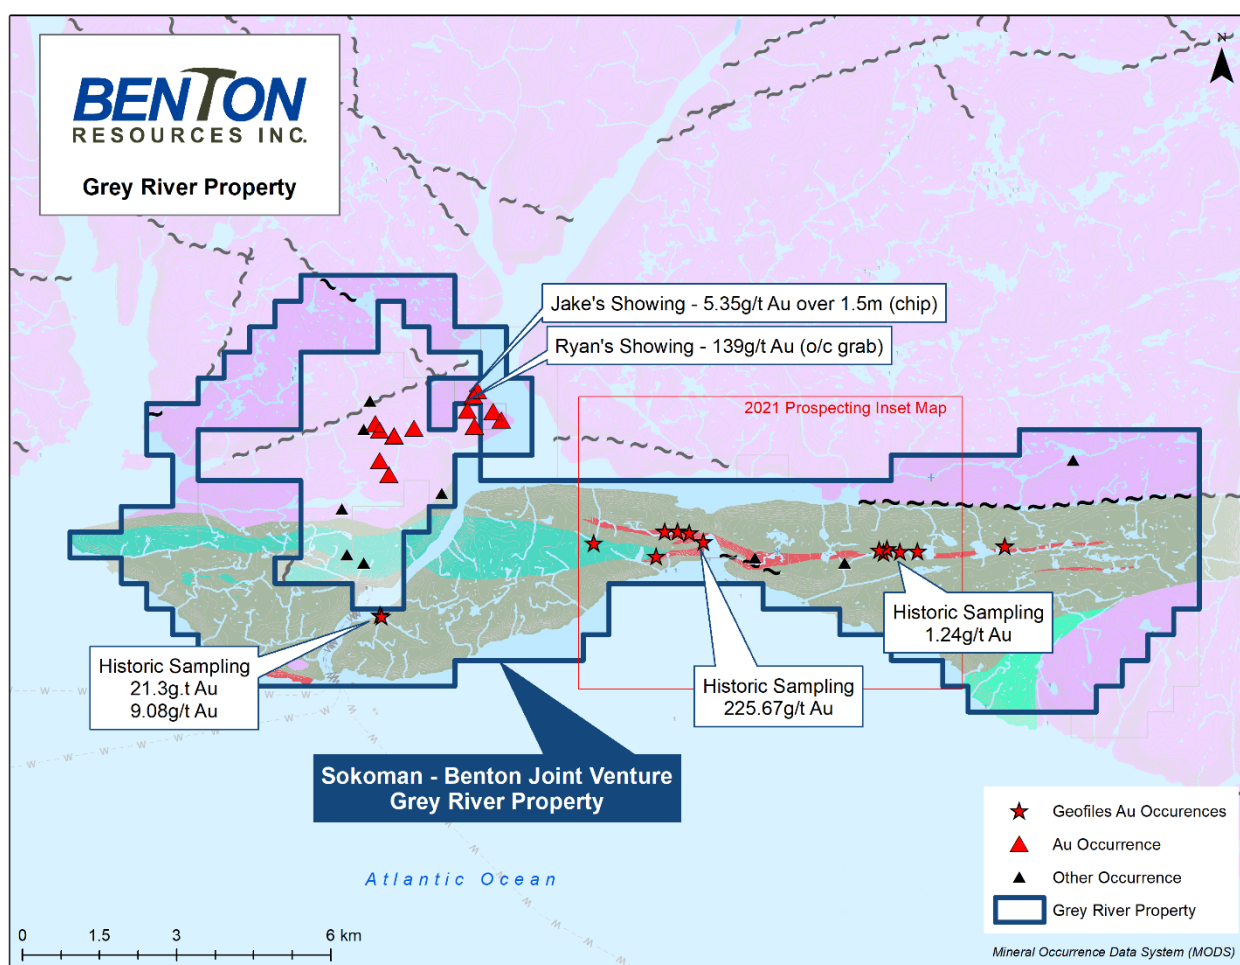 BENTON
RESOURCES INC.
Grey River Property
N
Jake's Showing - 5.35g/t Au over 1.5m (chip)
Ryan's Showing - 139g/t Au (o/c grab)
2021 Prospecting Inset Map
Historic Sampling
1.24g/t Au
Historic Sampling
21.3g.t Au
9.08g/t Au
Historic Sampling
225.67g/t Au
Sokoman - Benton Joint Venture
Grey River Property
Atlantic Ocean
Geofiles Au Occurences
Au Occurrence
Other Occurrence
Grey River Property
0 1.5 3 6 km
Mineral Occurrence Data System (MODS)